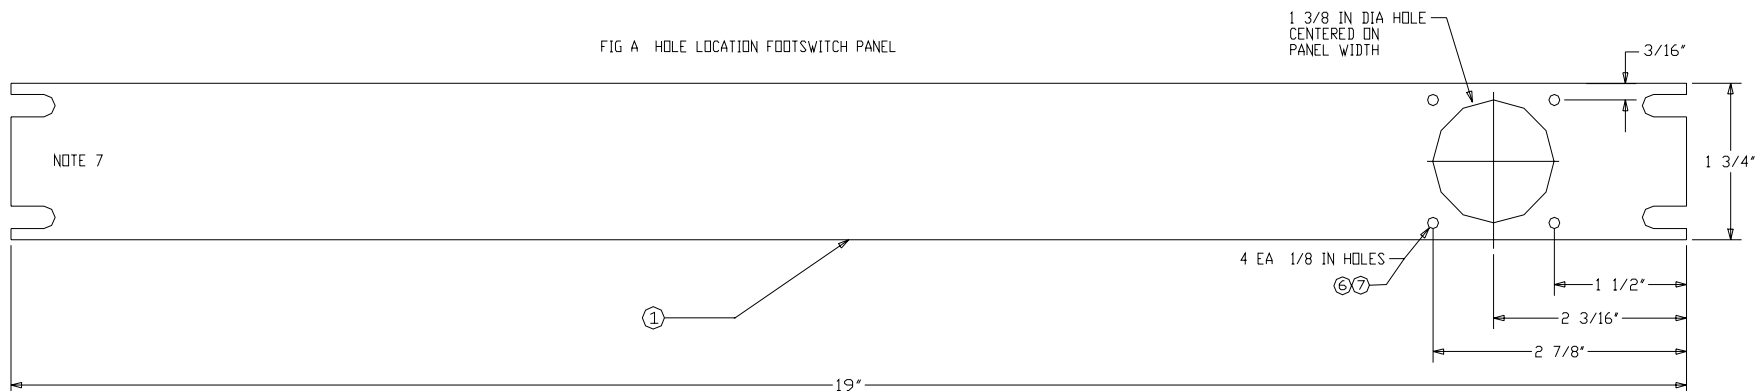 1 3/8 IN DIA HOLE
CENTERED ON
PANEL WIDTH
FIG A HOLE LOCATION FOOTSWITCH PANEL
3/16"
NOTE 7
1 3/4"
4 EA 1/8 IN HOLES
6 7
1 1/2"
1
2 3/16"
2 7/8"
19"